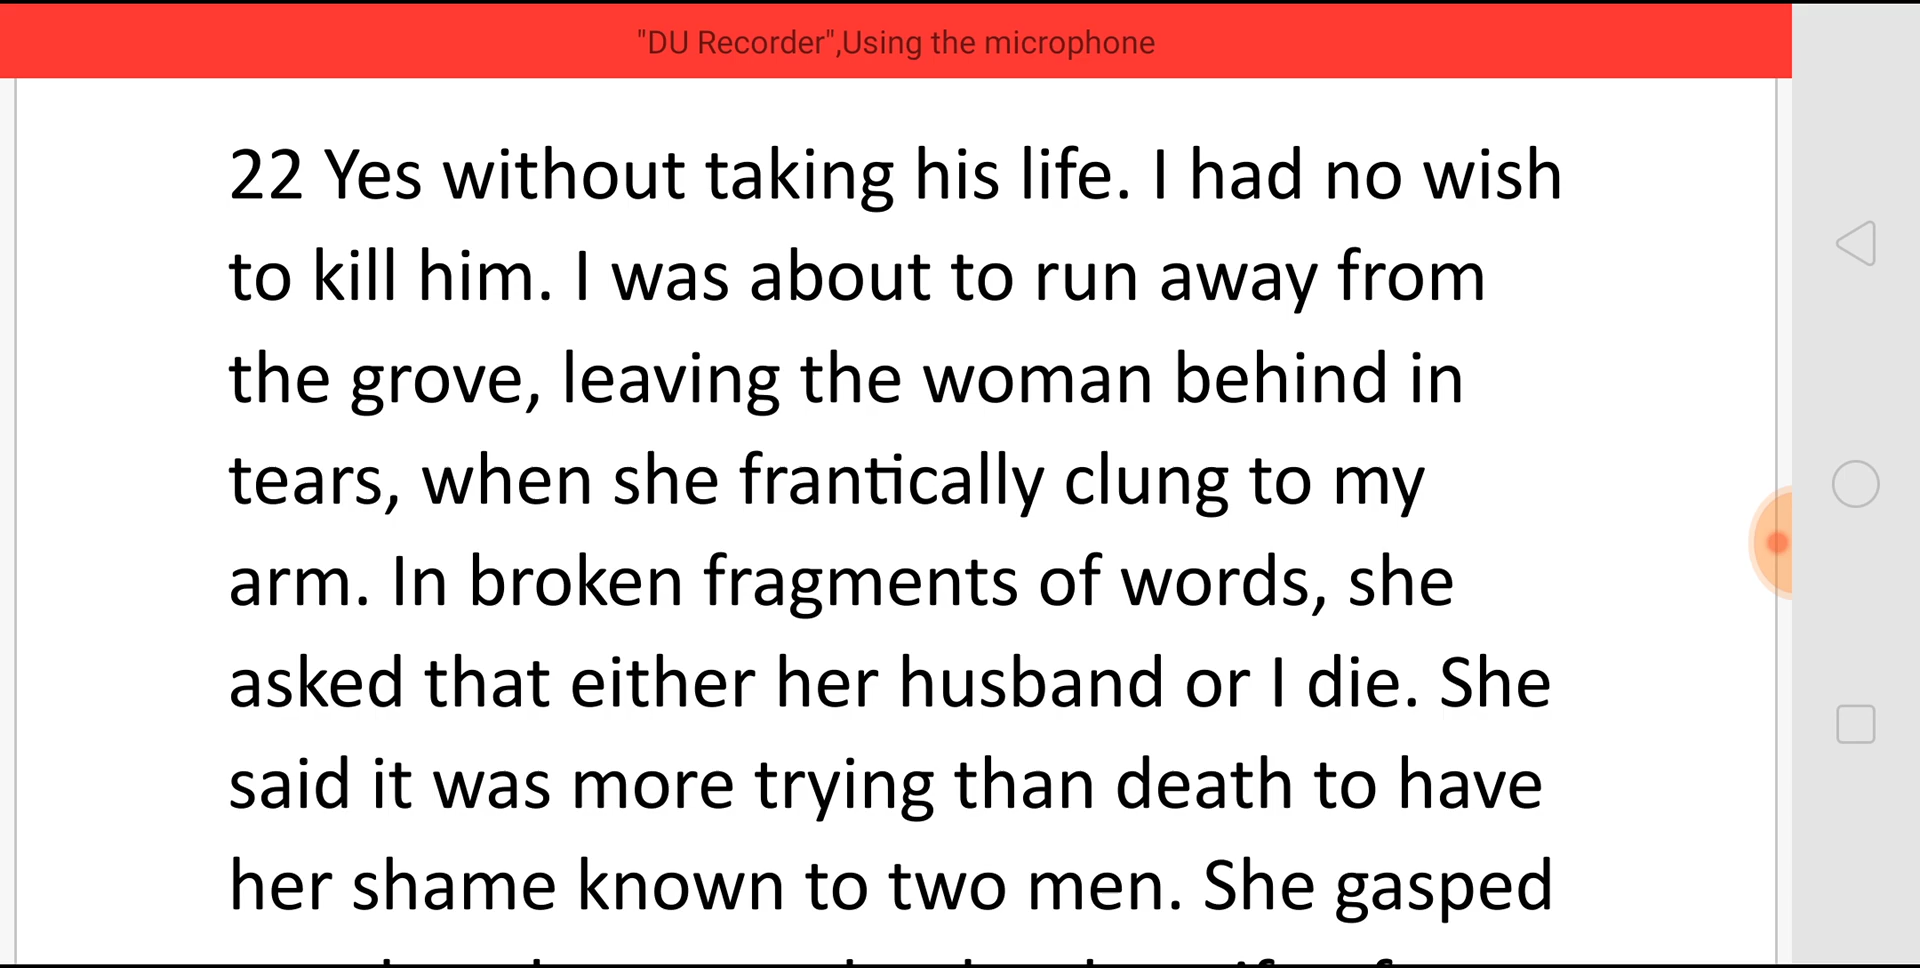 "DU Recorder",Using the microphone
22 Yes without taking his life. I had no wish
to kill him. I was about to run away from
the grove, leaving the woman behind in
tears, when she frantically clung to my
arm. In broken fragments of words, she
asked that either her husband or I die. She
said it was more trying than death to have
her shame known to two men. She gasped